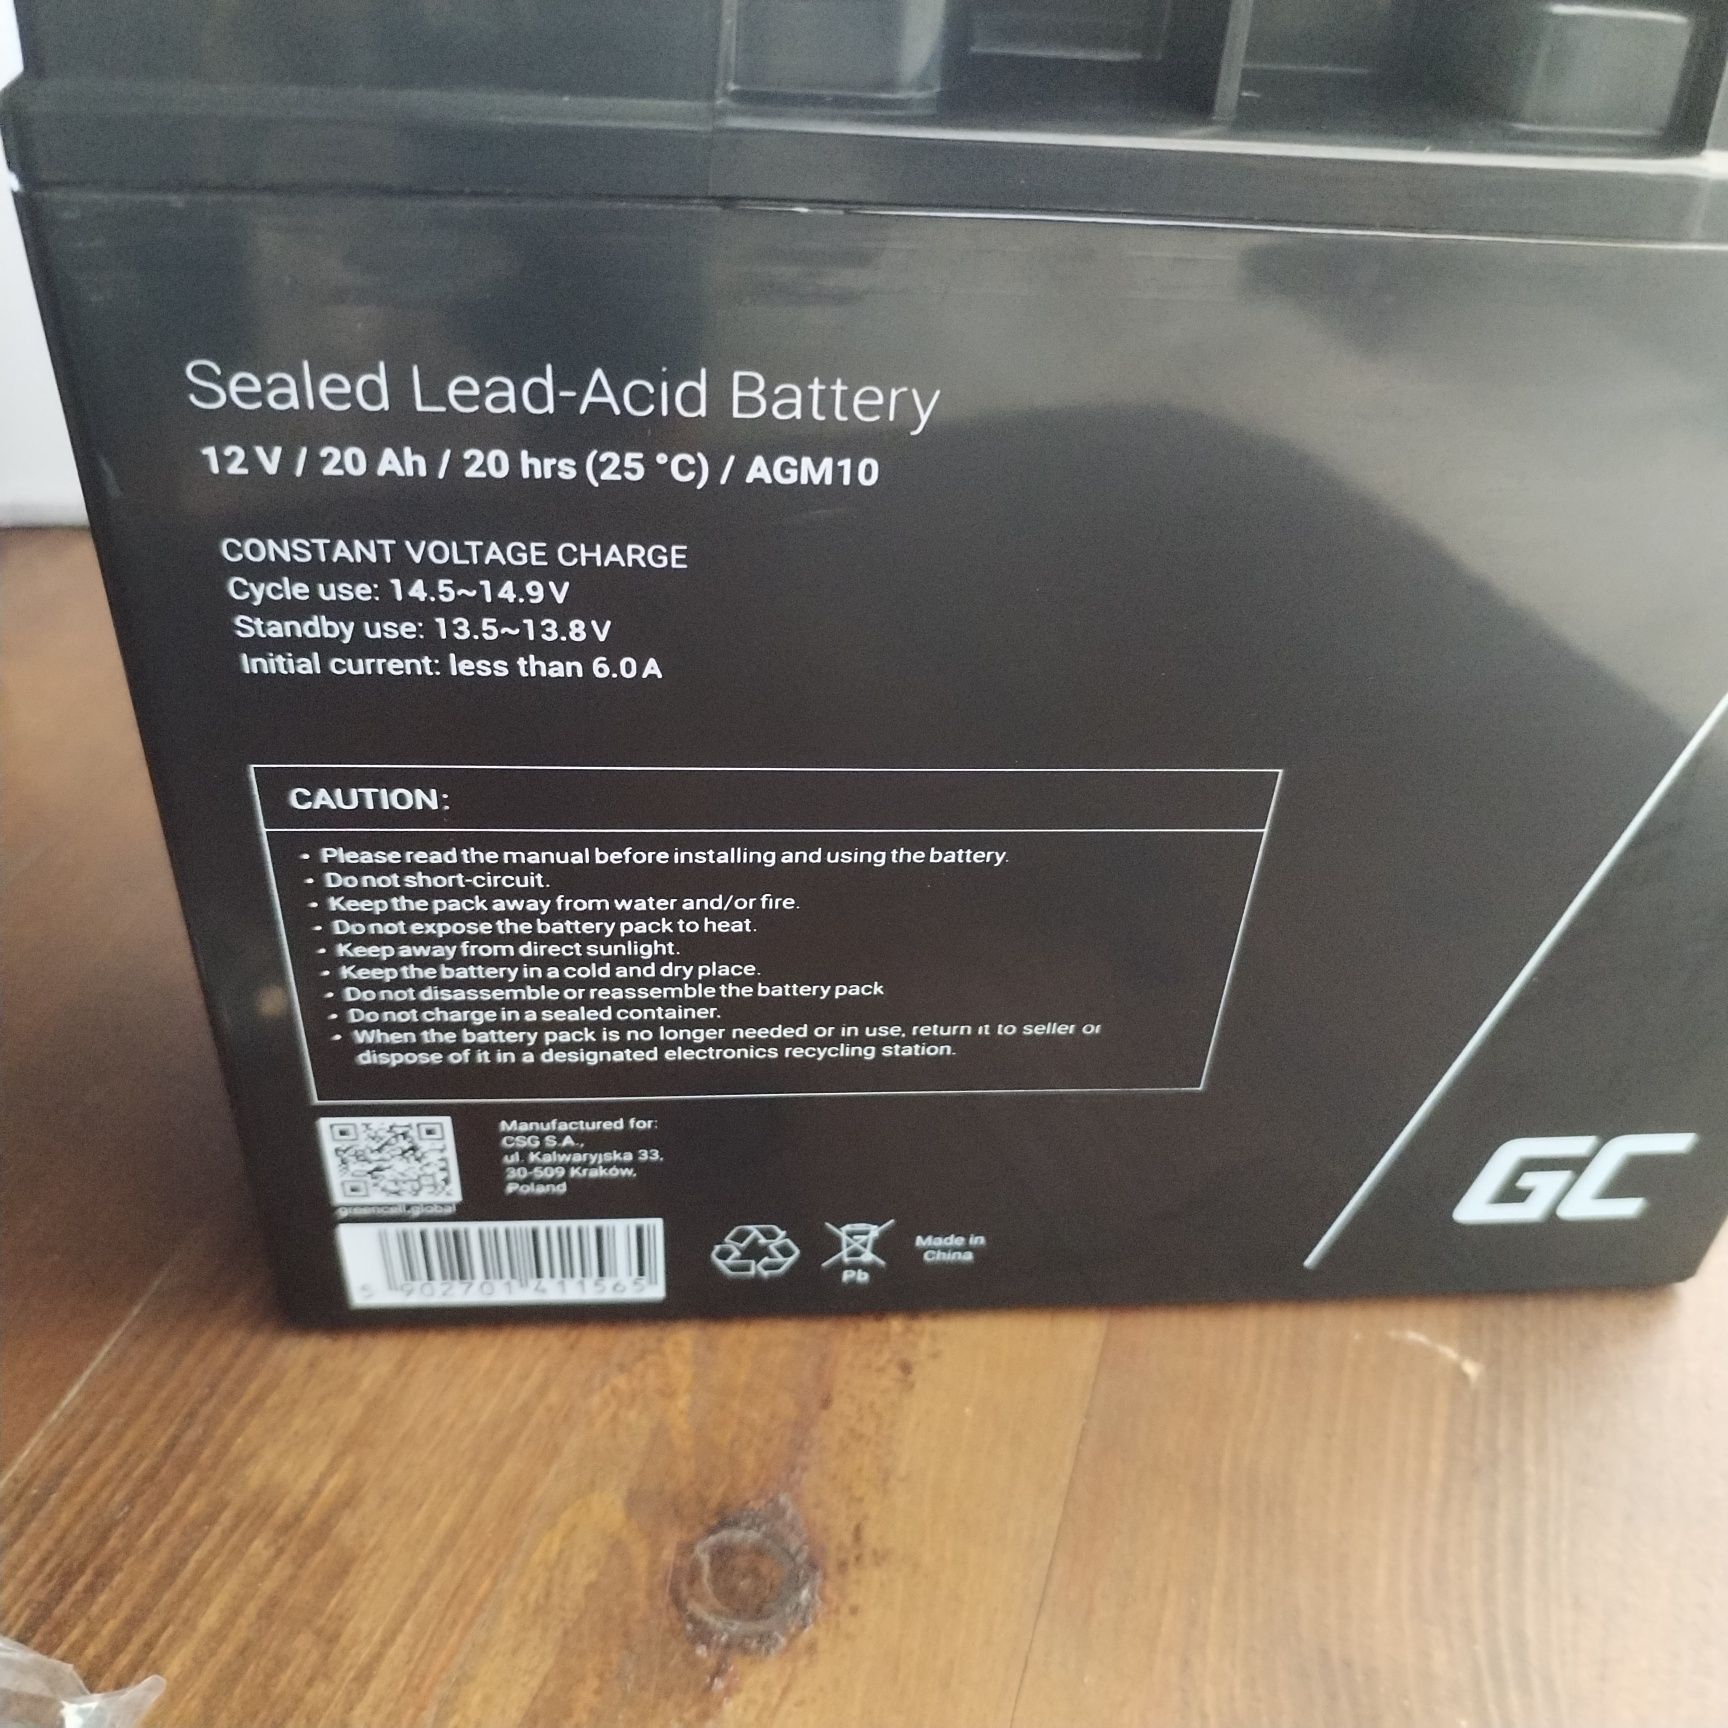 Sealed Lead-Acid Battery
12 V / 20 Ah / 20 hrs (25 °C) / AGM10
CONSTANT VOLTAGE CHARGE
Cycle use: 14.5~14.9 V
Standby use: 13.5~13.8 V
Initial current: less than 6.0 A
CAUTION:
• Please read the manual before installing and using the battery.
• Do not short-circuit.
• Keep the pack away from water and/or fire.
• Do not expose the battery pack to heat.
• Keep away from direct sunlight.
• Keep the battery in a cold and dry place.
• Do not disassemble or reassemble the battery pack
• Do not charge in a sealed container.
• When the battery pack is no longer needed or in use, return it to seller or
dispose of it in a designated electronics recycling station.
Manufactured for:
CSG S.A.,
ul. Kalwaryjska 33,
30-509 Kraków,
Poland
greencell.global
5 902701 411565
Pb
Made in
China
GC